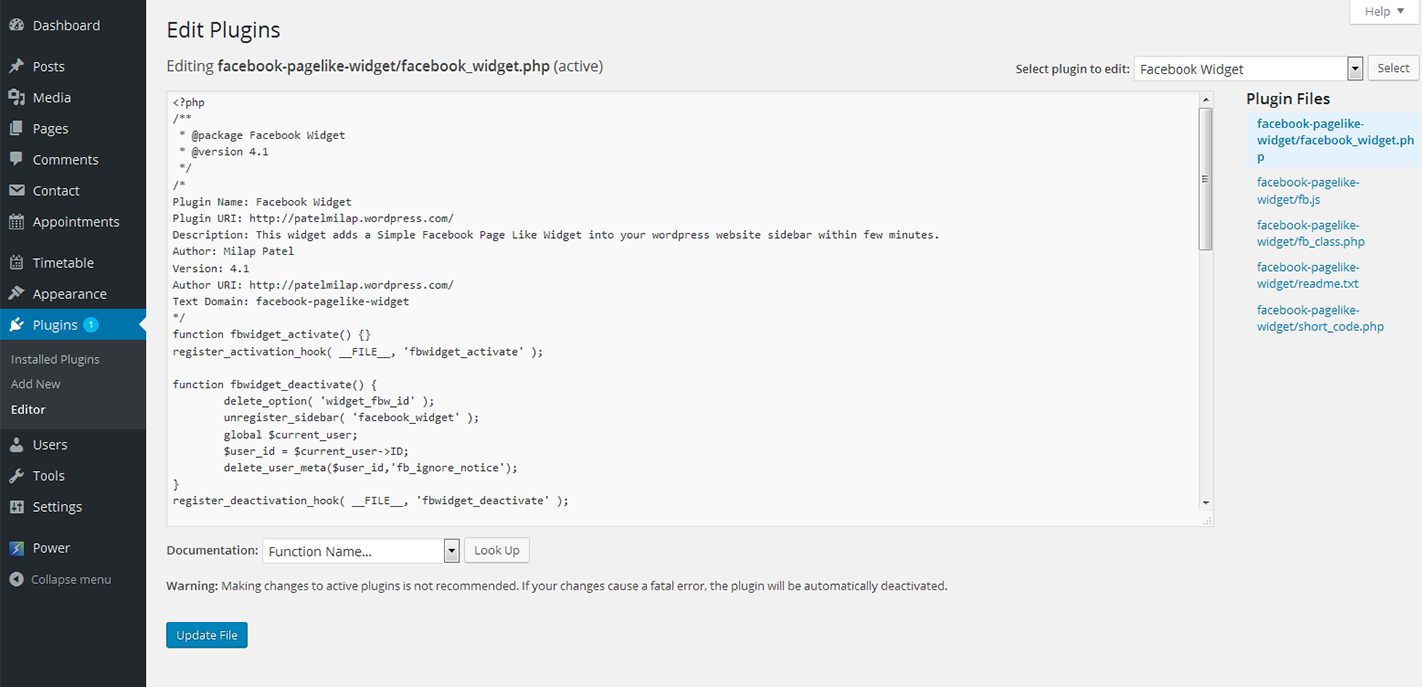 Dashboard
Posts
Media
Pages
Comments
Contact
Appointments
Timetable
Appearance
Plugins 1
Installed Plugins
Add New
Editor
Users
Tools
Settings
Power
Collapse menu
Help
Edit Plugins
Editing facebook-pagelike-widget/facebook_widget.php (active)
Select plugin to edit: Facebook Widget Select
<?php
/**
 * @package Facebook Widget
 * @version 4.1
 */
/*
Plugin Name: Facebook Widget
Plugin URI: http://patelmilap.wordpress.com/
Description: This widget adds a Simple Facebook Page Like Widget into your wordpress website sidebar within few minutes.
Author: Milap Patel
Version: 4.1
Author URI: http://patelmilap.wordpress.com/
Text Domain: facebook-pagelike-widget
*/
function fbwidget_activate() {}
register_activation_hook( __FILE__, 'fbwidget_activate' );
function fbwidget_deactivate() {
delete_option( 'widget_fbw_id' );
unregister_sidebar( 'facebook_widget' );
global $current_user;
$user_id = $current_user->ID;
delete_user_meta($user_id,'fb_ignore_notice');
}
register_deactivation_hook( __FILE__, 'fbwidget_deactivate' );
Plugin Files
facebook-pagelike-
widget/facebook_widget.ph
p
facebook-pagelike-
widget/fb.js
facebook-pagelike-
widget/fb_class.php
facebook-pagelike-
widget/readme.txt
facebook-pagelike-
widget/short_code.php
Documentation: Function Name... Look Up
Warning: Making changes to active plugins is not recommended. If your changes cause a fatal error, the plugin will be automatically deactivated.
Update File